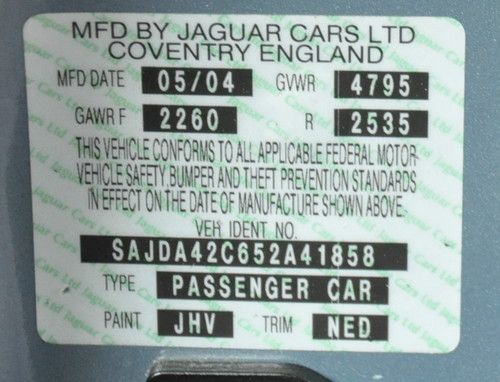 MFD BY JAGUAR CARS LTD
COVENTRY ENGLAND
MFD DATE 05/04 GVWR 4795
GAWR F 2260 R 2535
THIS VEHICLE CONFORMS TO ALL APPLICABLE FEDERAL MOTOR
VEHICLE SAFETY BUMPER AND THEFT PREVENTION STANDARDS
IN EFFECT ON THE DATE OF MANUFACTURE SHOWN ABOVE.
VEH IDENT NO.
SAJDA42C652A41858
TYPE PASSENGER CAR
PAINT JHV TRIM NED